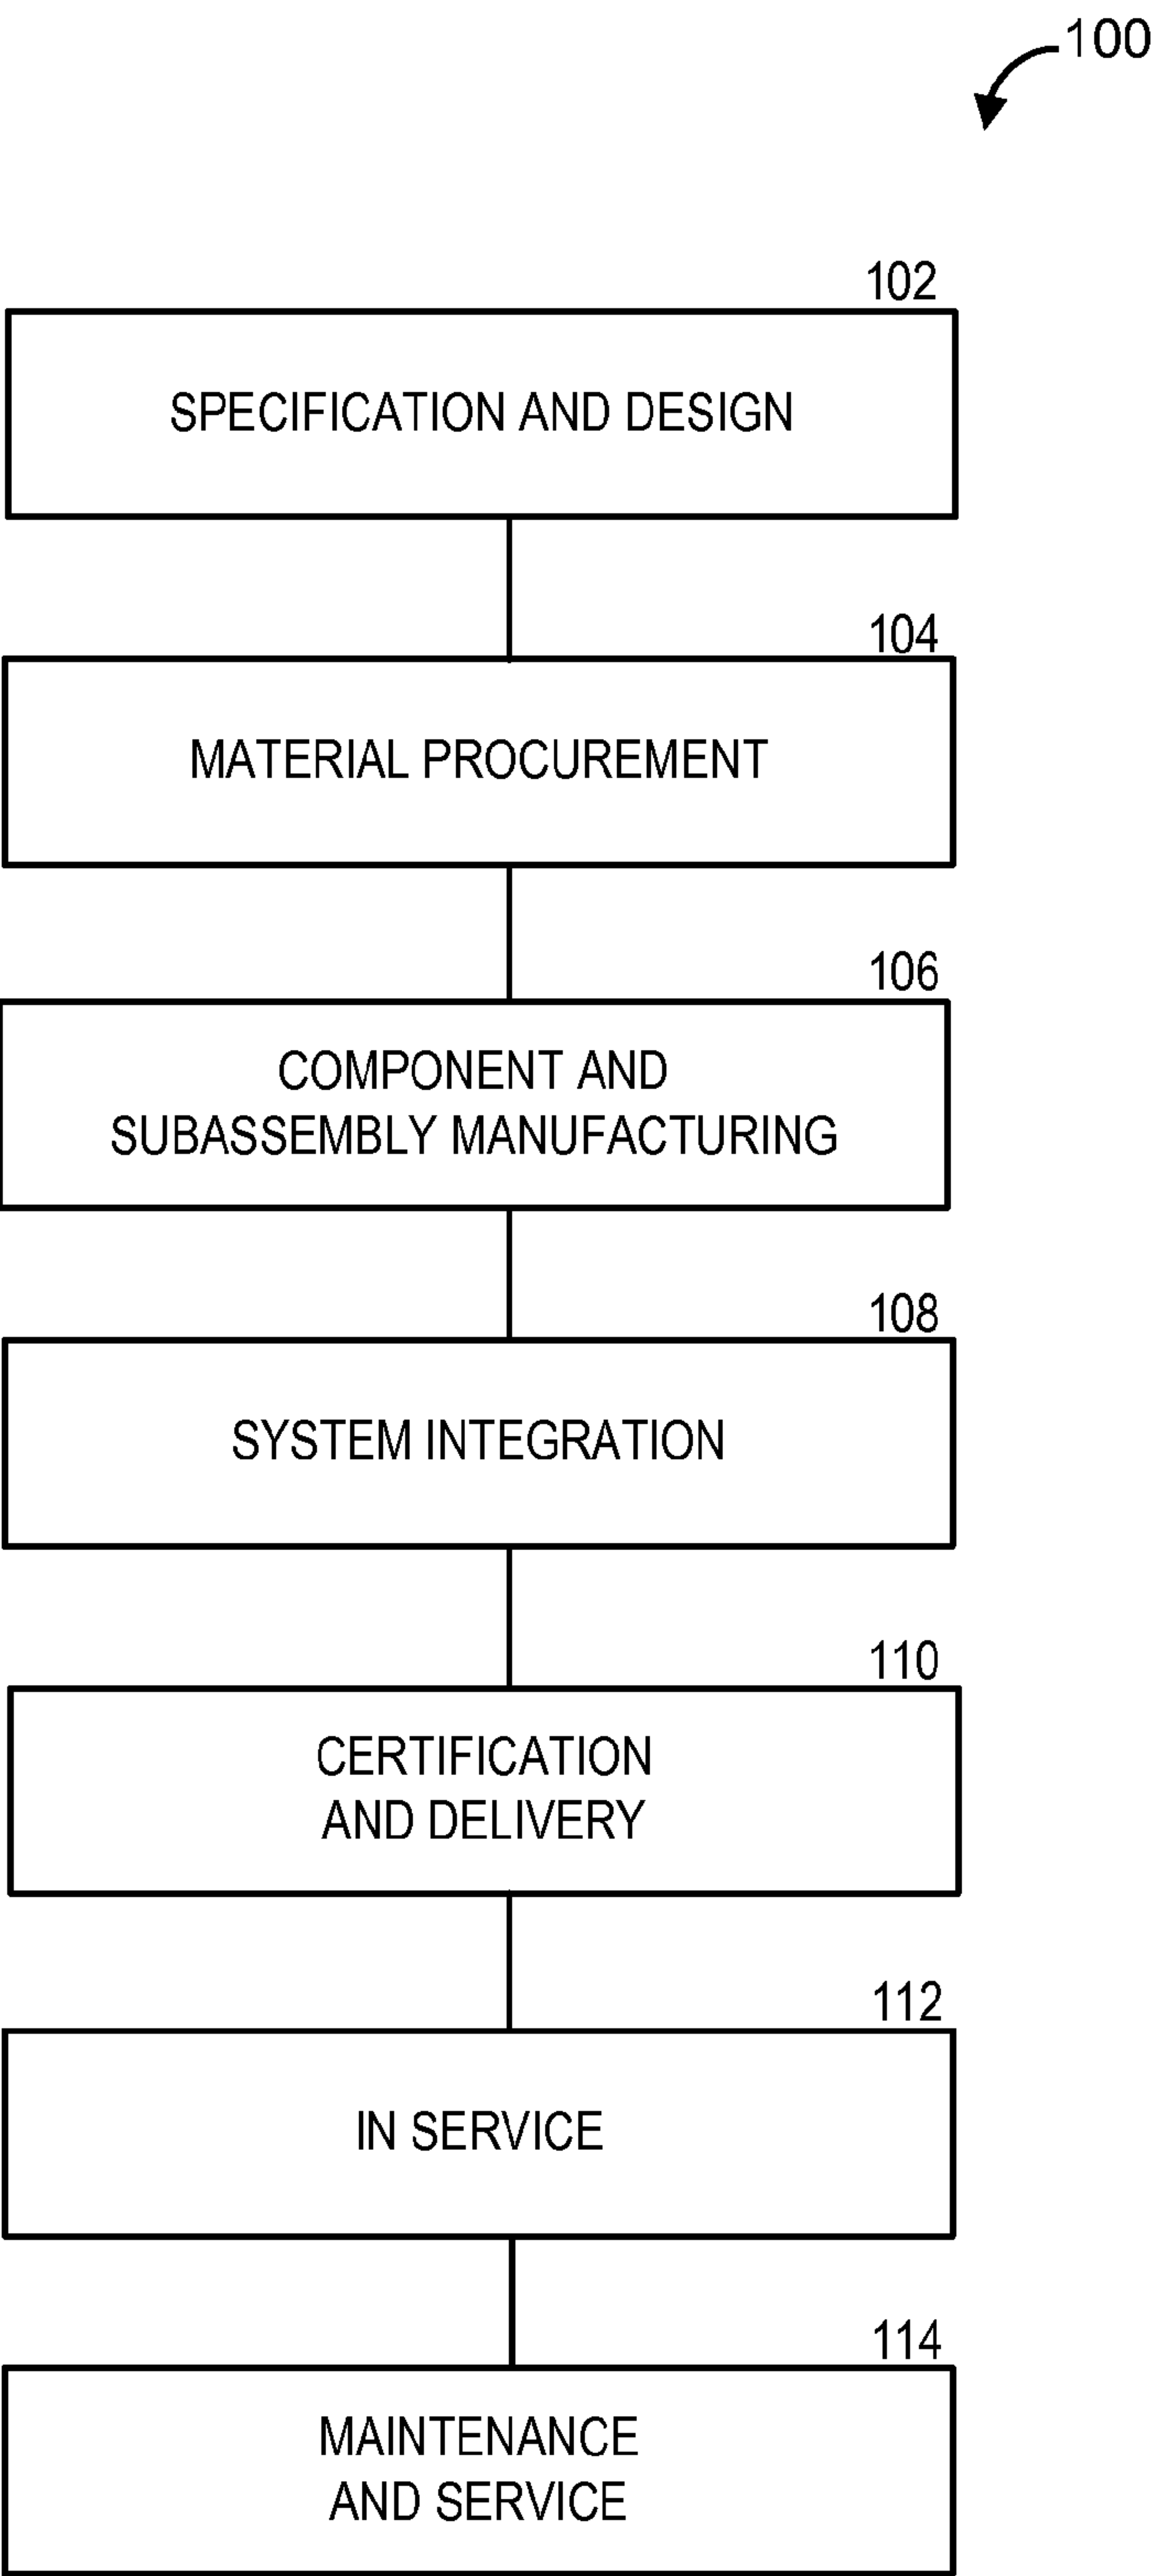 100
102
SPECIFICATION AND DESIGN
104
MATERIAL PROCUREMENT
106
COMPONENT AND
SUBASSEMBLY MANUFACTURING
108
SYSTEM INTEGRATION
110
CERTIFICATION
AND DELIVERY
112
IN SERVICE
114
MAINTENANCE
AND SERVICE